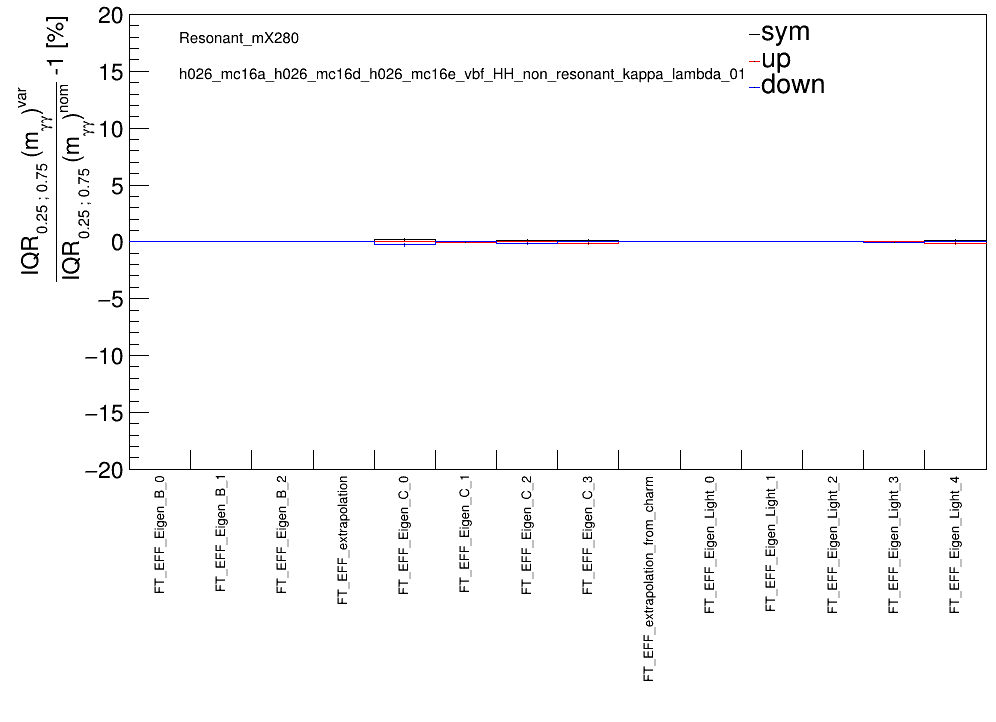 Resonant_mX280
h026_mc16a_h026_mc16d_h026_mc16e_vbf_HH_non_resonant_kappa_lambda_01
−sym
−up
−down
IQR0.25 ; 0.75 (mγγ)var
IQR0.25 ; 0.75 (mγγ)nom
-1 [%]
20
15
10
5
0
−5
−10
−15
−20
FT_EFF_Eigen_B_0
FT_EFF_Eigen_B_1
FT_EFF_Eigen_B_2
FT_EFF_extrapolation
FT_EFF_Eigen_C_0
FT_EFF_Eigen_C_1
FT_EFF_Eigen_C_2
FT_EFF_Eigen_C_3
FT_EFF_extrapolation_from_charm
FT_EFF_Eigen_Light_0
FT_EFF_Eigen_Light_1
FT_EFF_Eigen_Light_2
FT_EFF_Eigen_Light_3
FT_EFF_Eigen_Light_4